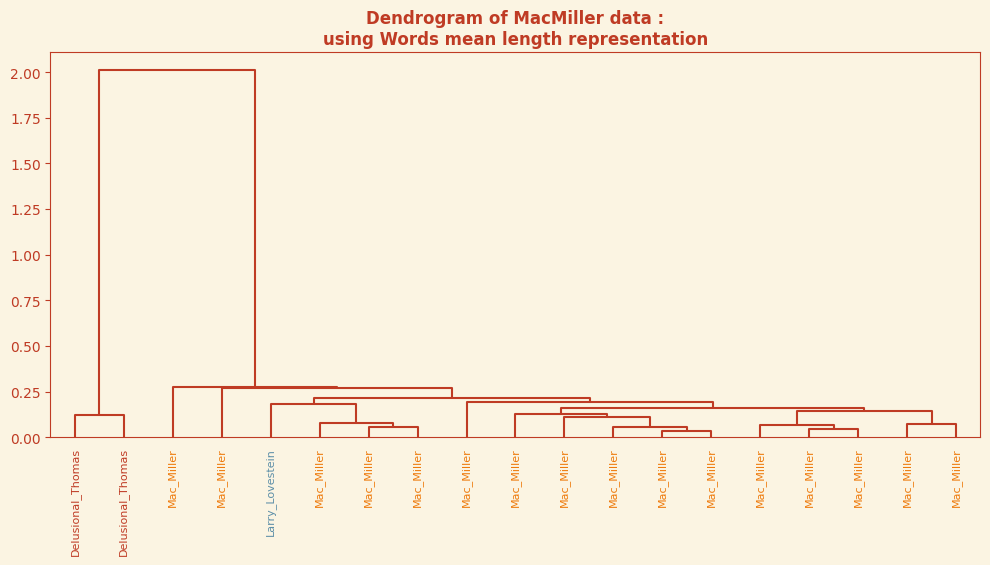 Dendrogram of MacMiller data :
using Words mean length representation
2.00
1.75
1.50
1.25
1.00
0.75
0.50
0.25
0.00
Delusional_Thomas
Delusional_Thomas
Mac_Miller
Mac_Miller
Larry_Lovestein
Mac_Miller
Mac_Miller
Mac_Miller
Mac_Miller
Mac_Miller
Mac_Miller
Mac_Miller
Mac_Miller
Mac_Miller
Mac_Miller
Mac_Miller
Mac_Miller
Mac_Miller
Mac_Miller